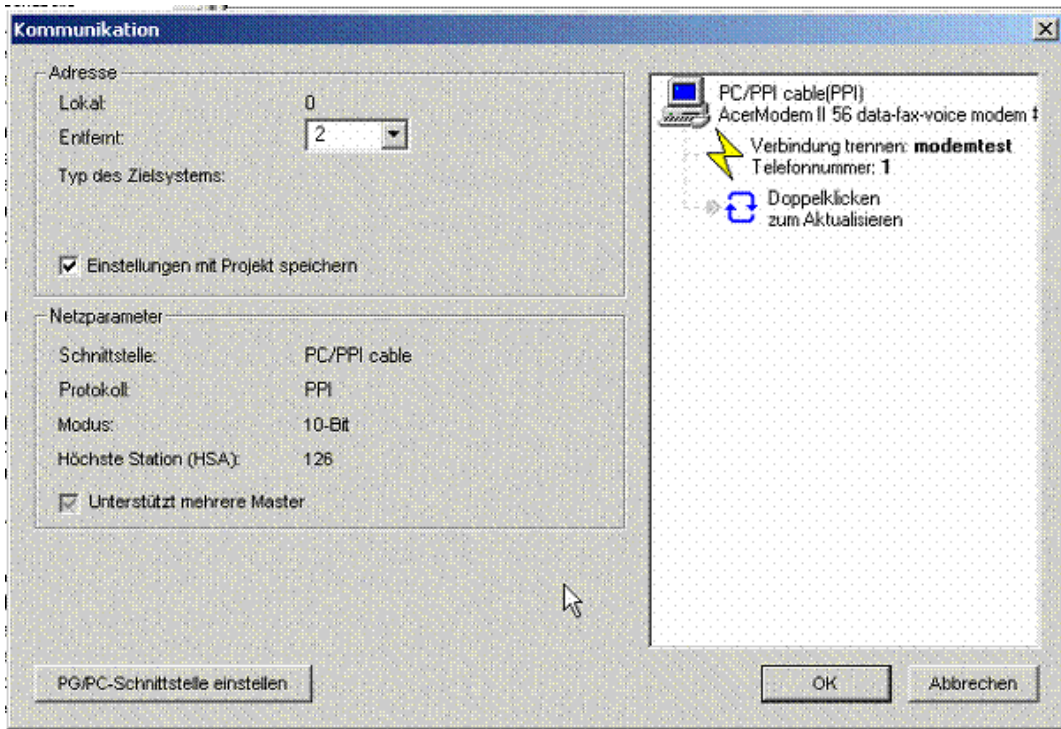 Kommunikation
Adresse
Lokal: 0
Entfernt: 2
Typ des Zielsystems:
Einstellungen mit Projekt speichern
Netzparameter
Schnittstelle: PC/PPI cable
Protokoll: PPI
Modus: 10-Bit
Höchste Station (HSA): 126
Unterstützt mehrere Master
PG/PC-Schnittstelle einstellen
PC/PPI cable(PPI)
AcerModem II 56 data-fax-voice modem
Verbindung trennen: modemtest
Telefonnummer: 1
Doppelklicken
zum Aktualisieren
OK
Abbrechen